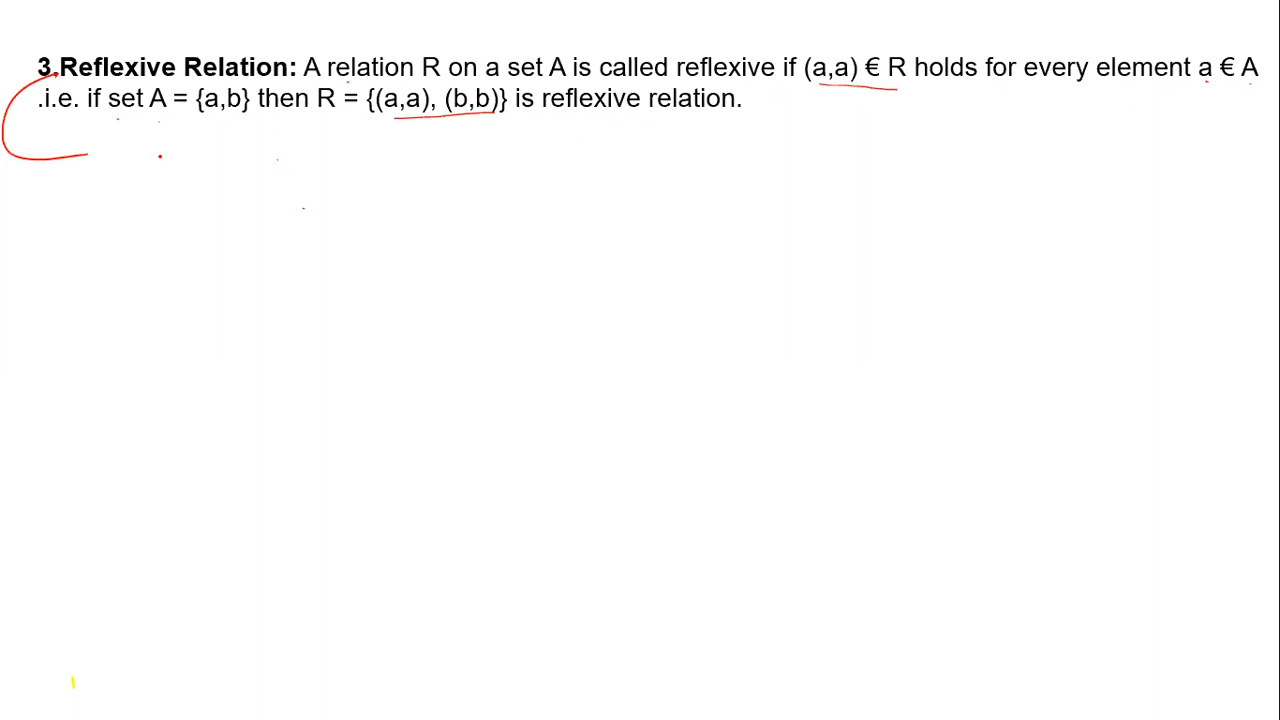 3.Reflexive Relation: A relation R on a set A is called reflexive if (a,a) € R holds for every element a € A
.i.e. if set A = {a,b} then R = {(a,a), (b,b)} is reflexive relation.